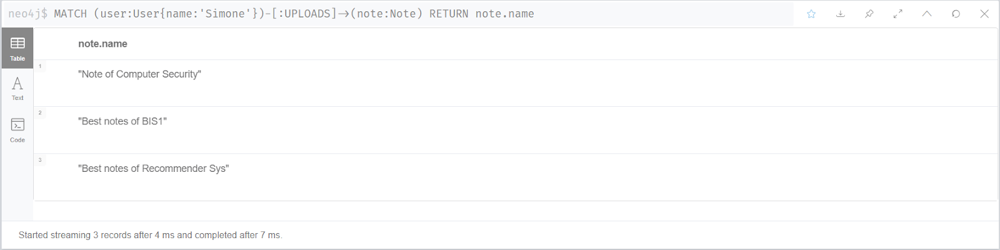 neo4j$ MATCH (user:User{name:'Simone'})-[:UPLOADS]→(note:Note) RETURN note.name
Table
Text
Code
note.name
1
"Note of Computer Security"
2
"Best notes of BIS1"
3
"Best notes of Recommender Sys"
Started streaming 3 records after 4 ms and completed after 7 ms.